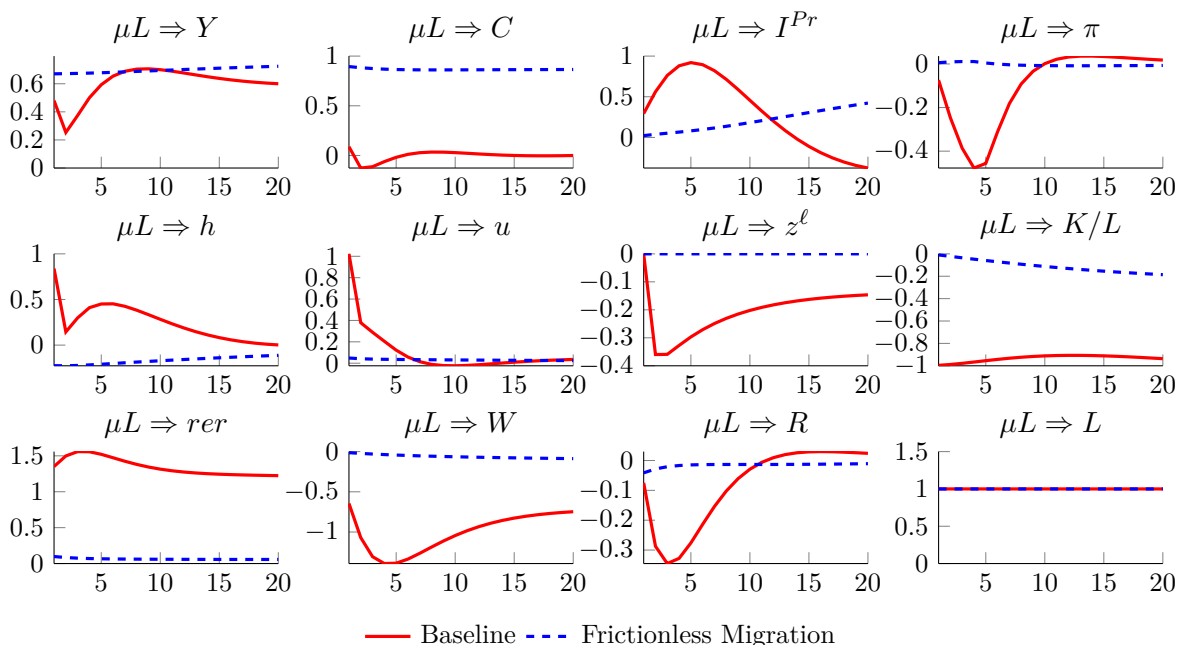 μL ⇒ Y μL ⇒ C μL ⇒ I^{Pr} μL ⇒ π
0.6 0.4 0.2 0
5 10 15 20
1 0.5 0
5 10 15 20
1 0.5 0
5 10 15 20
0 −0.2 −0.4
5 10 15 20
μL ⇒ h μL ⇒ u μL ⇒ z^ℓ μL ⇒ K/L
1 0.5 0
5 10 15 20
1 0.8 0.6 0.4 0.2 0
5 10 15 20
0 −0.1 −0.2 −0.3 −0.4
5 10 15 20
0 −0.2 −0.4 −0.6 −0.8 −1
5 10 15 20
μL ⇒ rer μL ⇒ W μL ⇒ R μL ⇒ L
1.5 1 0.5 0
5 10 15 20
0 −0.5 −1
5 10 15 20
0 −0.1 −0.2 −0.3
5 10 15 20
1.5 1 0.5 0
5 10 15 20
Baseline Frictionless Migration